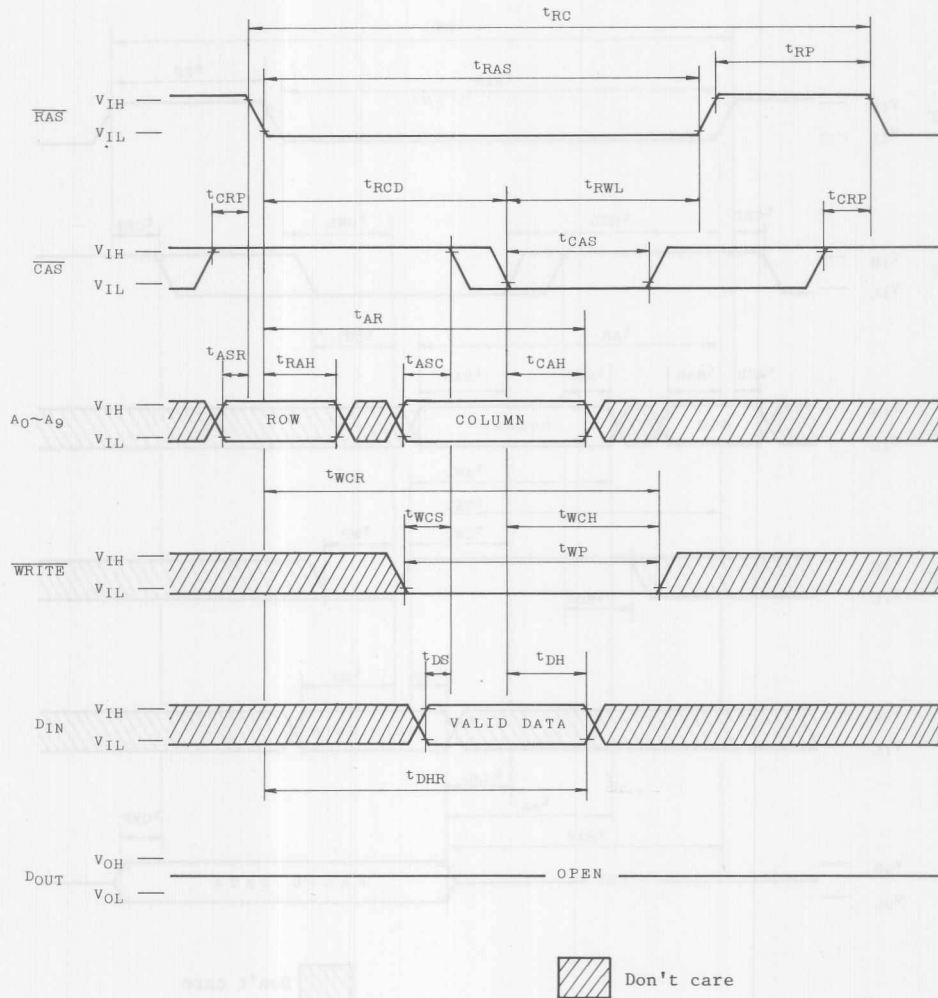 tRC
tRP
tRAS
RAS
VIH
VIL
tCRP
tRCD
tRWL
tCRP
tCAS
CAS
VIH
VIL
tAR
tASR
tRAH
tASC
tCAH
A0~A9
VIH
VIL
ROW
COLUMN
tWCR
tWCS
tWCH
tWP
WRITE
VIH
VIL
tDS
tDH
DIN
VIH
VIL
VALID DATA
tDHR
DOUT
VOH
VOL
OPEN
Don't care